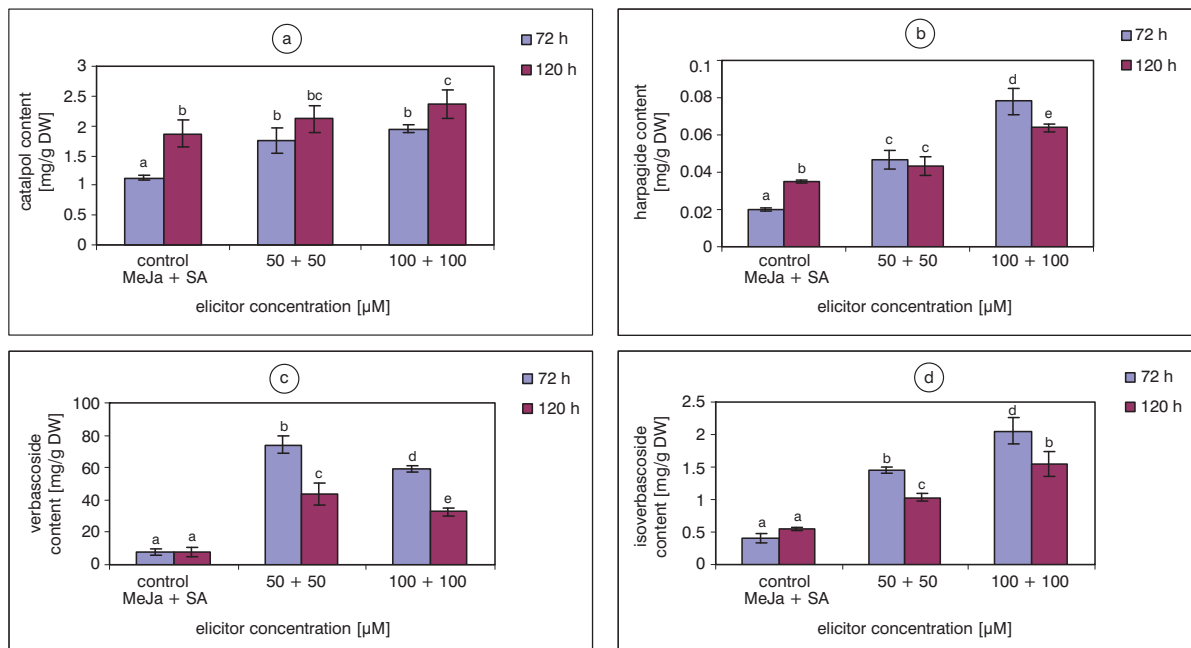 a
72 h
120 h
catalpol content
[mg/g DW]
3
2.5
2
1.5
1
0.5
0
a
b
b
bc
b
c
control
MeJa + SA
50 + 50
100 + 100
elicitor concentration [µM]
b
72 h
120 h
harpagide content
[mg/g DW]
0.1
0.08
0.06
0.04
0.02
0
a
b
c
c
d
e
control
MeJa + SA
50 + 50
100 + 100
elicitor concentration [µM]
c
72 h
120 h
verbascoside
content [mg/g DW]
100
80
60
40
20
0
a
a
b
c
d
e
control
MeJa + SA
50 + 50
100 + 100
elicitor concentration [µM]
d
72 h
120 h
isoverbascoside
content [mg/g DW]
2.5
2
1.5
1
0.5
0
a
a
b
c
d
b
control
MeJa + SA
50 + 50
100 + 100
elicitor concentration [µM]